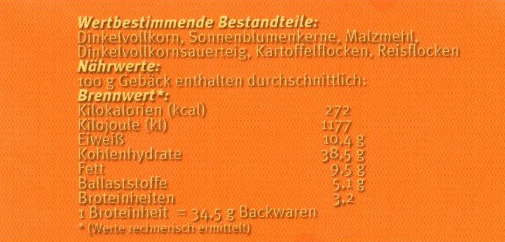 Wertbestimmende Bestandteile:
Dinkelvollkorn, Sonnenblumenkerne, Malzmehl,
Dinkelvollkornsauerteig, Kartoffelflocken, Reisflocken
Nährwerte:
100 g Gebäck enthalten durchschnittlich:
Brennwert*:
Kilokalorien (kcal) 272
Kilojoule (kl) 1177
Eiweiß 10,4 g
Kohlenhydrate 38,5 g
Fett 9,5 g
Ballaststoffe 5,1 g
Broteinheiten 3,2
1 Broteinheit = 34,5 g Backwaren
* (Werte rechnerisch ermittelt)